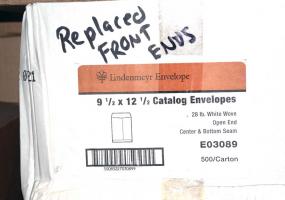 Replaced
FRONT
ENDS
Lindenmeyr Envelope
9 1/2 x 12 1/2 Catalog Envelopes
28 lb. White Wove
Open End
Center & Bottom Seam
E03089
500/Carton